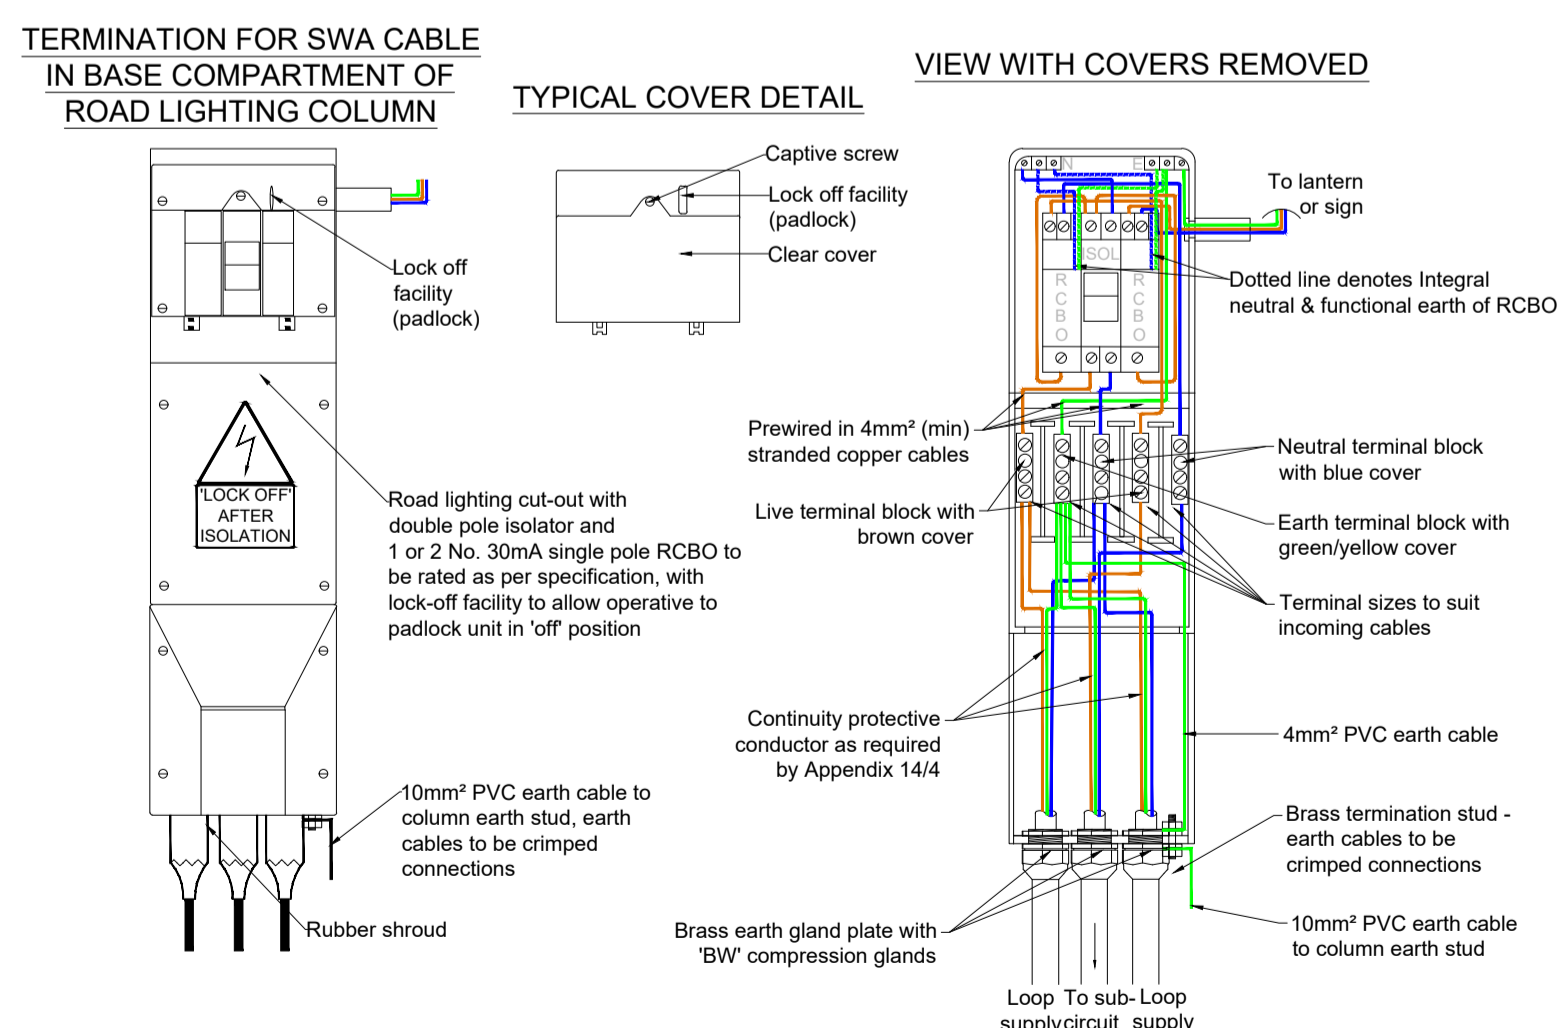 TERMINATION FOR SWA CABLE
IN BASE COMPARTMENT OF
ROAD LIGHTING COLUMN
Lock off
facility
(padlock)
'LOCK OFF'
AFTER
ISOLATION
Road lighting cut-out with
double pole isolator and
1 or 2 No. 30mA single pole RCBO to
be rated as per specification, with
lock-off facility to allow operative to
padlock unit in 'off' position
10mm² PVC earth cable to
column earth stud, earth
cables to be crimped
connections
Rubber shroud
TYPICAL COVER DETAIL
Captive screw
Lock off facility
(padlock)
Clear cover
VIEW WITH COVERS REMOVED
N
E
To lantern
or sign
ISOL
RCBO
RCBO
Dotted line denotes Integral
neutral & functional earth of RCBO
Prewired in 4mm² (min)
stranded copper cables
Live terminal block with
brown cover
Neutral terminal block
with blue cover
Earth terminal block with
green/yellow cover
Terminal sizes to suit
incoming cables
Continuity protective
conductor as required
by Appendix 14/4
4mm² PVC earth cable
Brass termination stud -
earth cables to be
crimped connections
Brass earth gland plate with
'BW' compression glands
10mm² PVC earth cable
to column earth stud
Loop
supply
To sub-
circuit
Loop
supply